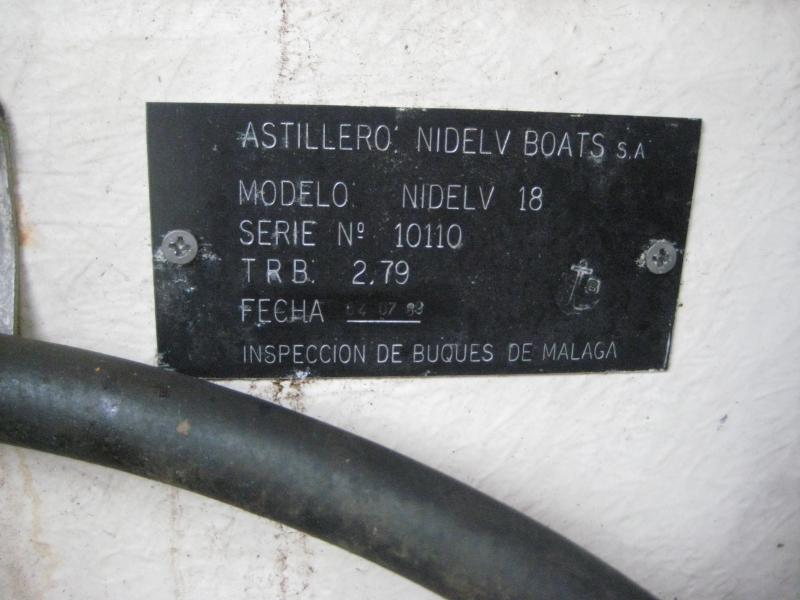 ASTILLERO: NIDELV BOATS S.A
MODELO: NIDELV 18
SERIE Nº 10110
T.R.B: 2.79
FECHA
INSPECCION DE BUQUES DE MALAGA